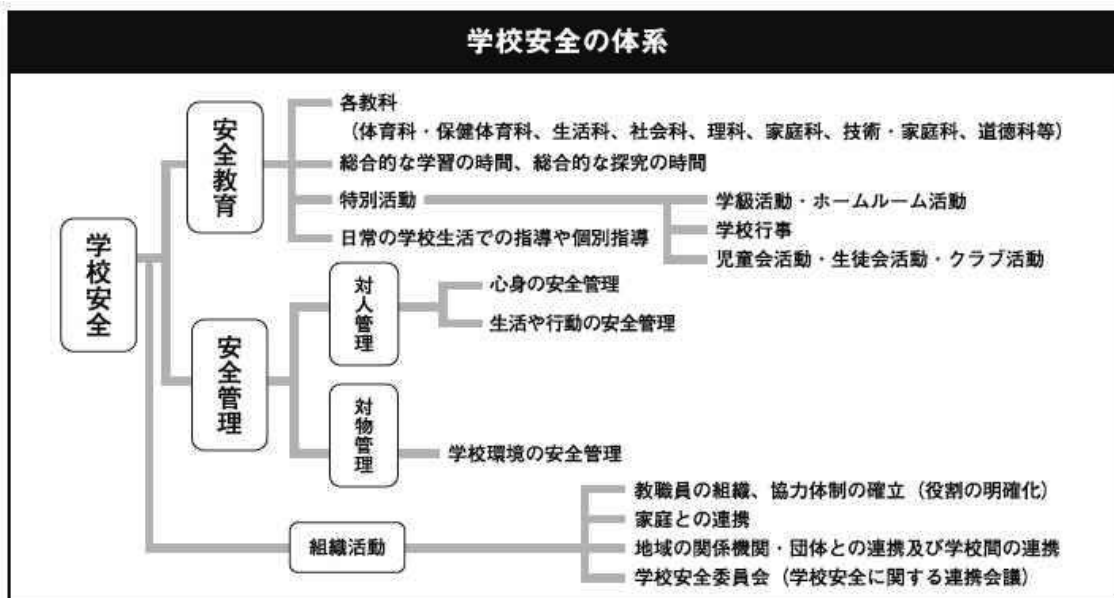 学校安全の体系
学校安全
安全教育
各教科
（体育科・保健体育科、生活科、社会科、理科、家庭科、技術・家庭科、道徳科等）
総合的な学習の時間、総合的な探究の時間
特別活動
学級活動・ホームルーム活動
学校行事
児童会活動・生徒会活動・クラブ活動
日常の学校生活での指導や個別指導
安全管理
対人管理
心身の安全管理
生活や行動の安全管理
対物管理
学校環境の安全管理
組織活動
教職員の組織、協力体制の確立（役割の明確化）
家庭との連携
地域の関係機関・団体との連携及び学校間の連携
学校安全委員会（学校安全に関する連携会議）